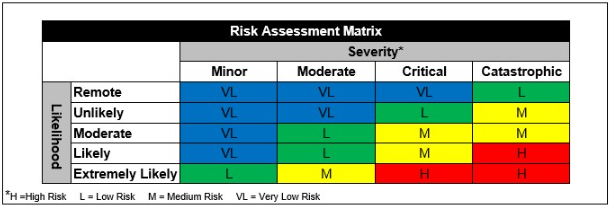 Risk Assessment Matrix
Severity*
Minor Moderate Critical Catastrophic
Likelihood
Remote VL VL VL L
Unlikely VL VL L M
Moderate VL L M M
Likely VL L M H
Extremely Likely L M H H
*H =High Risk L = Low Risk M = Medium Risk VL = Very Low Risk